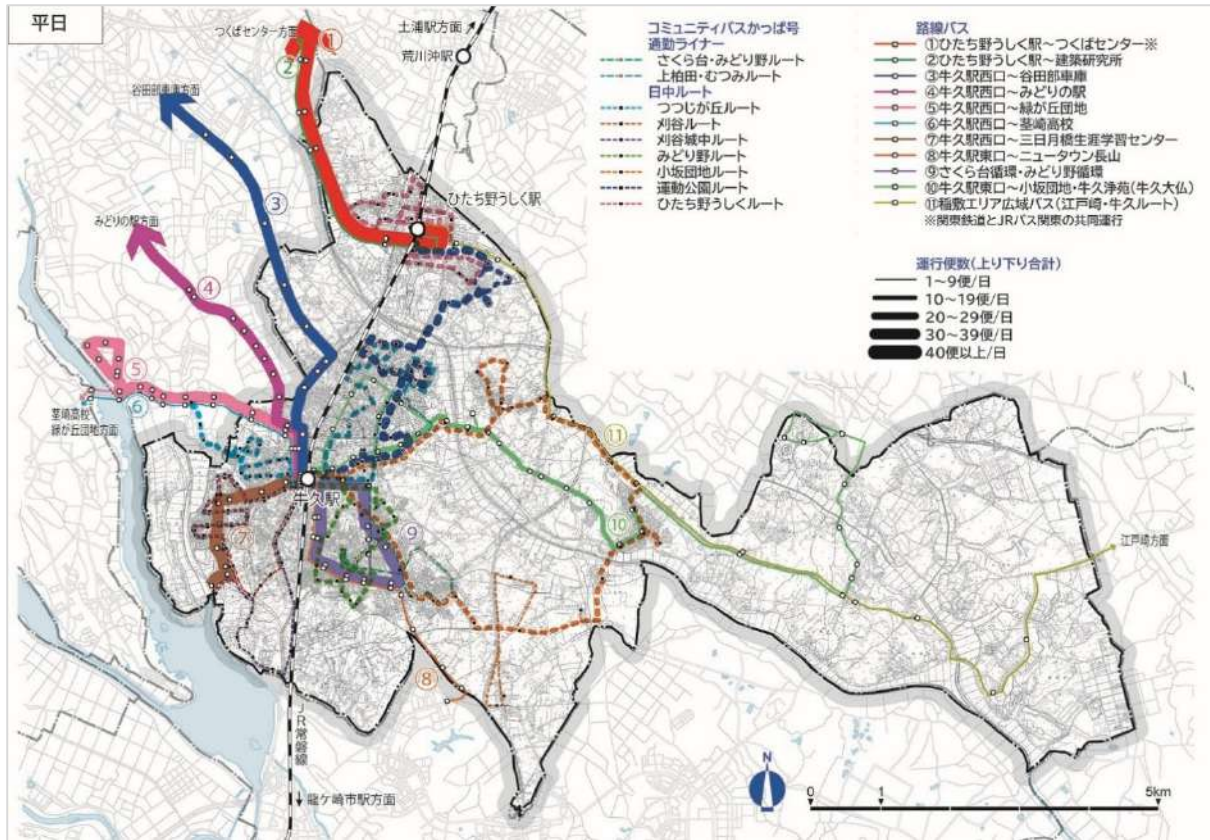 平日
つくばセンター方面
①
②
土浦駅方面
荒川沖駅
谷田部車庫方面
ひたち野うしく駅
③
みどりの駅方面
④
⑤
⑥
茎崎高校
緑が丘団地方面
⑪
牛久駅
⑩
⑦
⑨
江戸崎方面
⑧
JR常磐線
龍ケ崎市駅方面
コミュニティバスかっぱ号
通勤ライナー
さくら台・みどり野ルート
上柏田・むつみルート
日中ルート
つつじが丘ルート
刈谷ルート
刈谷城中ルート
みどり野ルート
小坂団地ルート
運動公園ルート
ひたち野うしくルート
路線バス
①ひたち野うしく駅~つくばセンター※
②ひたち野うしく駅~建築研究所
③牛久駅西口~谷田部車庫
④牛久駅西口~みどりの駅
⑤牛久駅西口~緑が丘団地
⑥牛久駅西口~茎崎高校
⑦牛久駅西口~三日月橋生涯学習センター
⑧牛久駅東口~ニュータウン長山
⑨さくら台循環・みどり野循環
⑩牛久駅東口~小坂団地・牛久浄苑(牛久大仏)
⑪稲敷エリア広域バス(江戸崎・牛久ルート)
※関東鉄道とJRバス関東の共同運行
運行便数(上り下り合計)
1~9便/日
10~19便/日
20~29便/日
30~39便/日
40便以上/日
N
0 1 5km